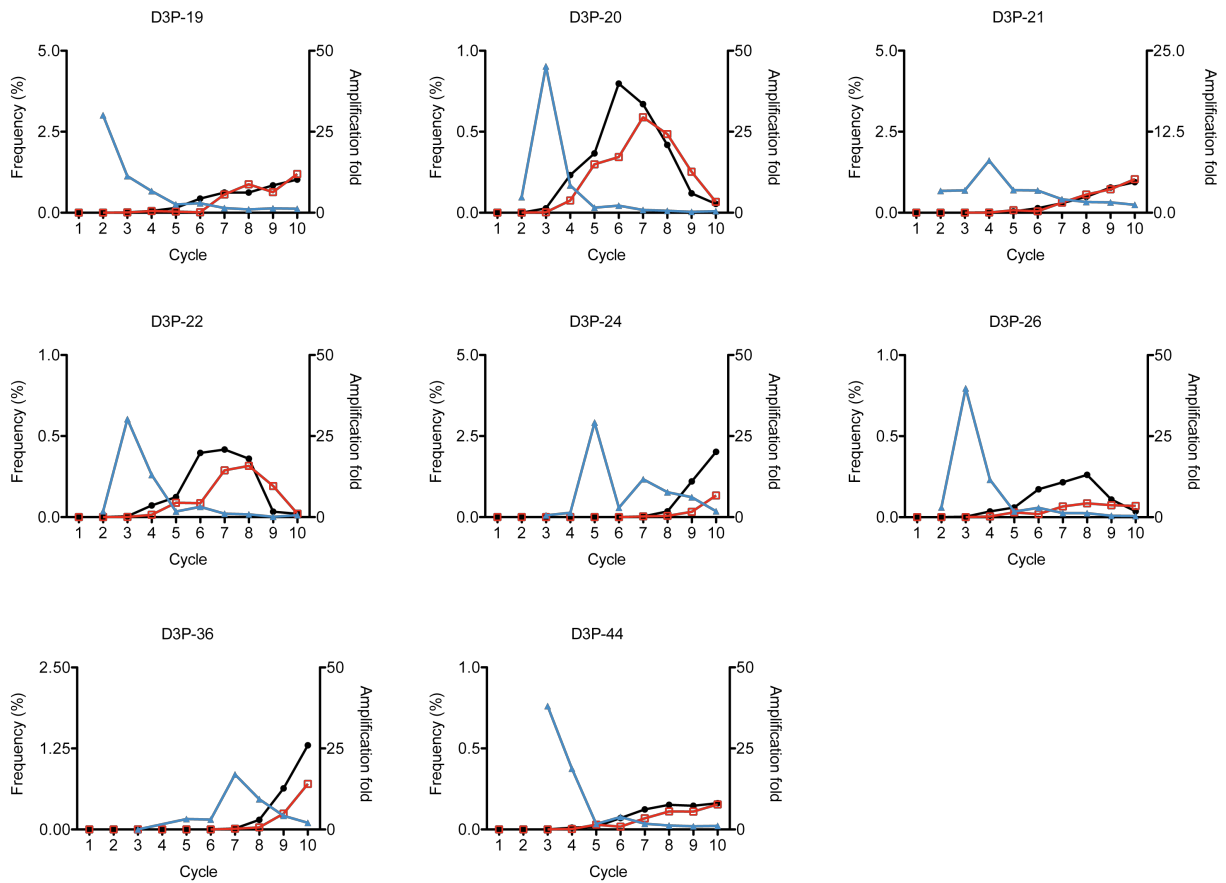 D3P-19
5.0
2.5
0.0
Frequency (%)
50
25
0
Amplification fold
1 2 3 4 5 6 7 8 9 10
Cycle
D3P-20
1.0
0.5
0.0
Frequency (%)
50
25
0
Amplification fold
1 2 3 4 5 6 7 8 9 10
Cycle
D3P-21
5.0
2.5
0.0
Frequency (%)
25.0
12.5
0.0
Amplification fold
1 2 3 4 5 6 7 8 9 10
Cycle
D3P-22
1.0
0.5
0.0
Frequency (%)
50
25
0
Amplification fold
1 2 3 4 5 6 7 8 9 10
Cycle
D3P-24
5.0
2.5
0.0
Frequency (%)
50
25
0
Amplification fold
1 2 3 4 5 6 7 8 9 10
Cycle
D3P-26
1.0
0.5
0.0
Frequency (%)
50
25
0
Amplification fold
1 2 3 4 5 6 7 8 9 10
Cycle
D3P-36
2.50
1.25
0.00
Frequency (%)
50
25
0
Amplification fold
1 2 3 4 5 6 7 8 9 10
Cycle
D3P-44
1.0
0.5
0.0
Frequency (%)
50
25
0
Amplification fold
1 2 3 4 5 6 7 8 9 10
Cycle